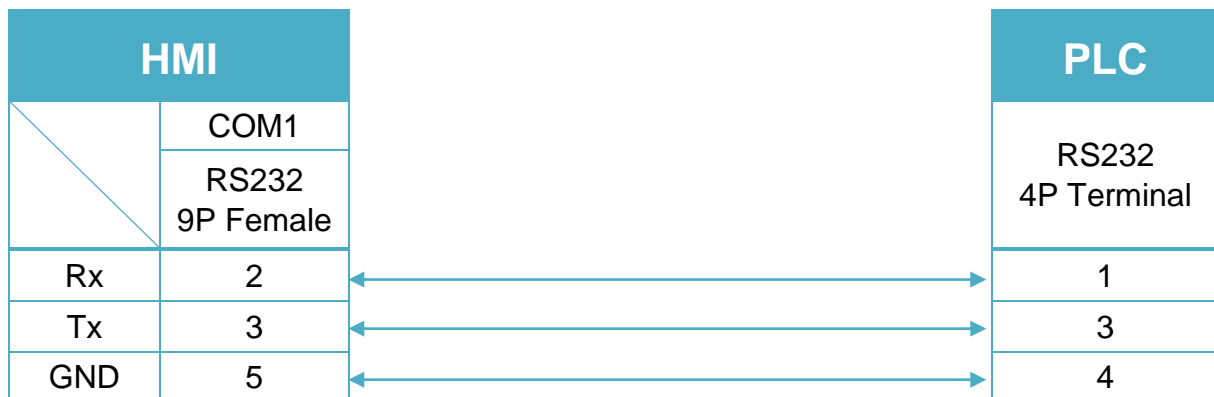 HMI
PLC
COM1
RS232
9P Female
RS232
4P Terminal
Rx 2 1
Tx 3 3
GND 5 4